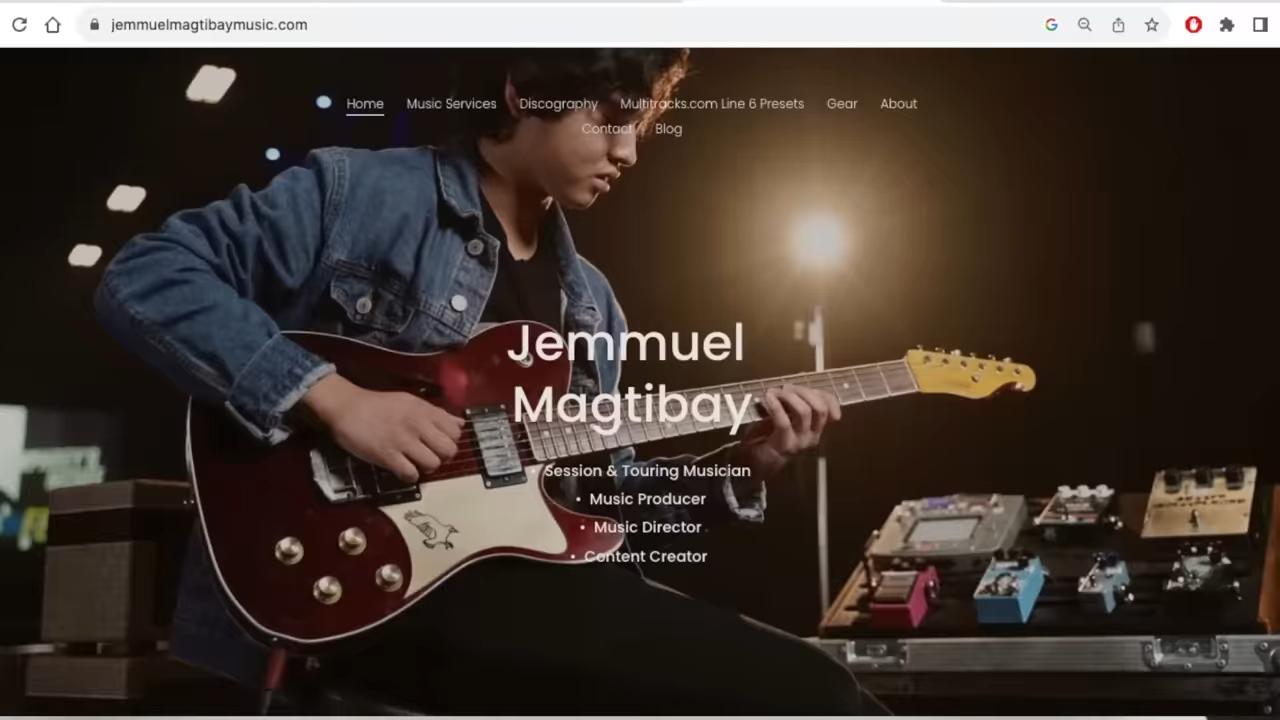 jemmuelmagtibaymusic.com
Home Music Services Discography Multitracks.com Line 6 Presets Gear About
Contact Blog
Jemmuel
Magtibay
• Session & Touring Musician
• Music Producer
• Music Director
• Content Creator